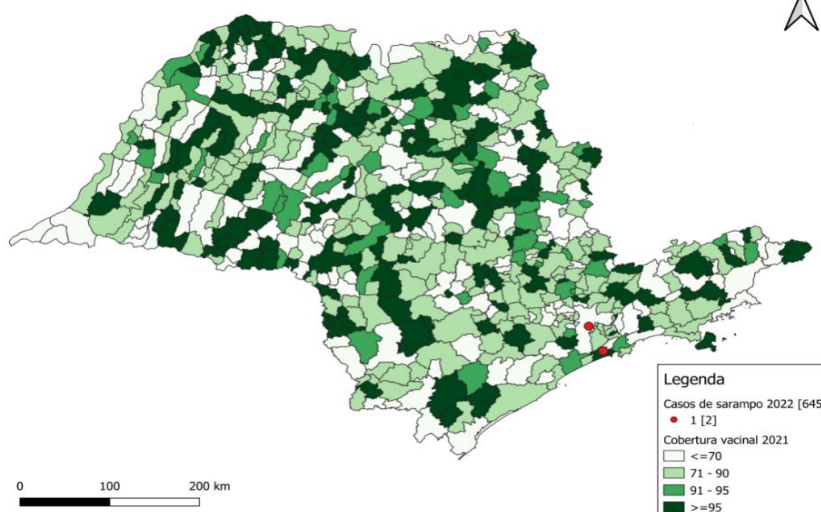 Legenda
Casos de sarampo 2022 [645
1 [2]
Cobertura vacinal 2021
<=70
71 - 90
91 - 95
>=95
0 100 200 km